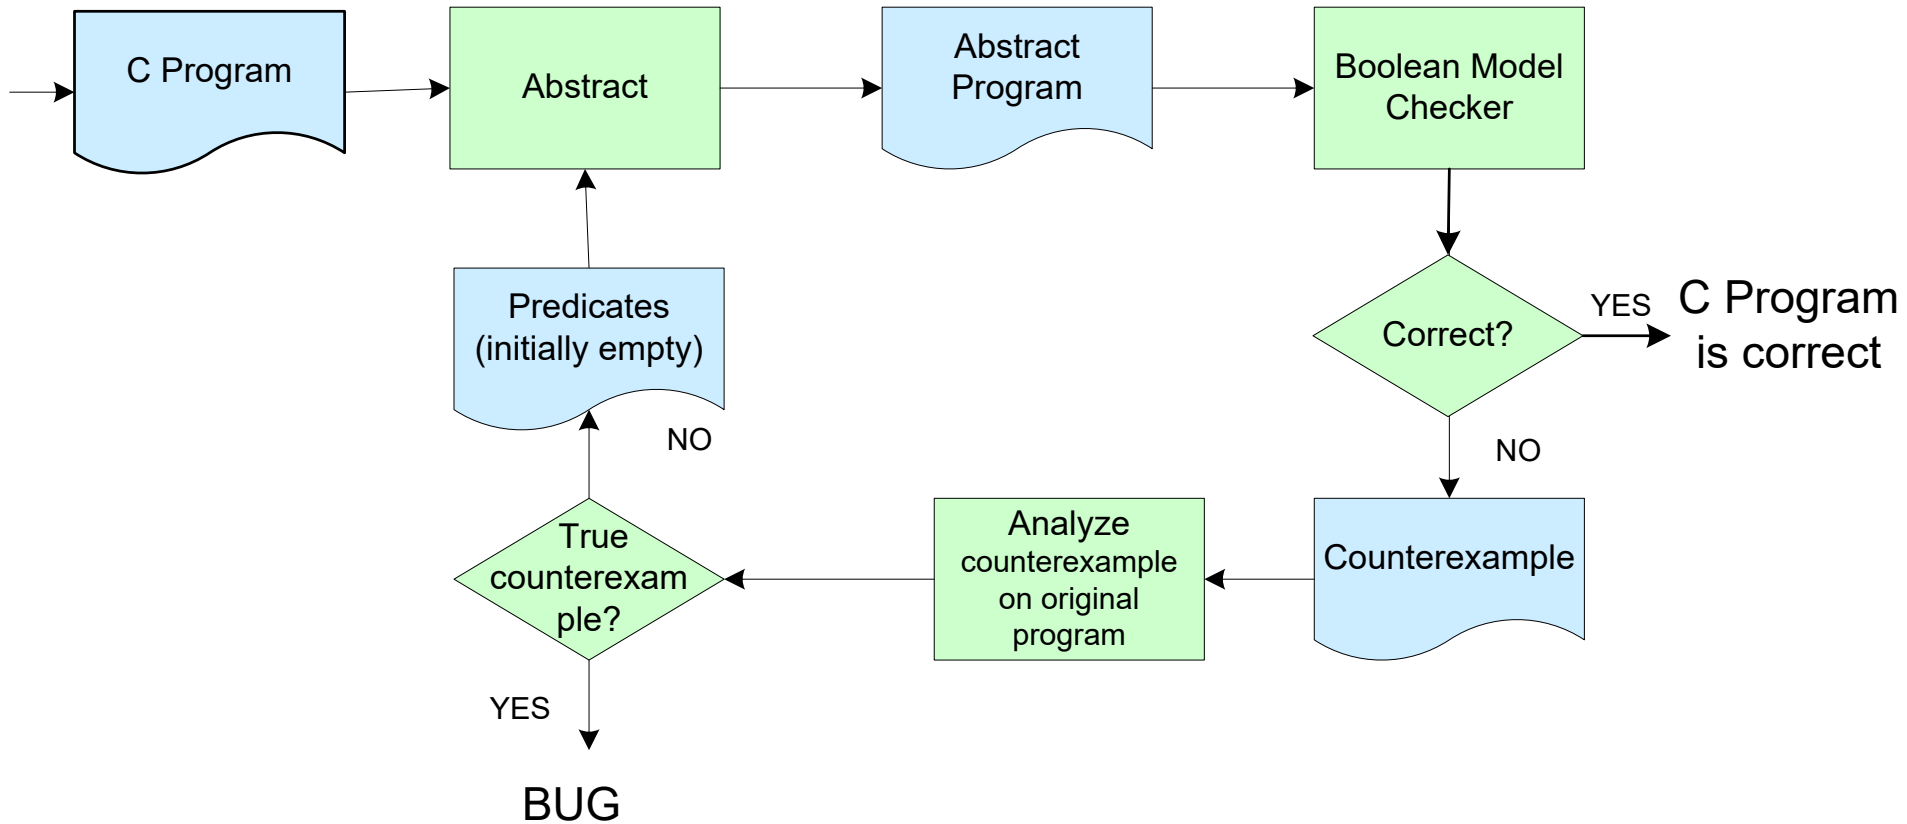 C Program
Abstract
Abstract
Program
Boolean Model
Checker
Predicates
(initially empty)
Correct?
YES
C Program
is correct
NO
NO
True
counterexam
ple?
Analyze
counterexample
on original
program
Counterexample
YES
BUG